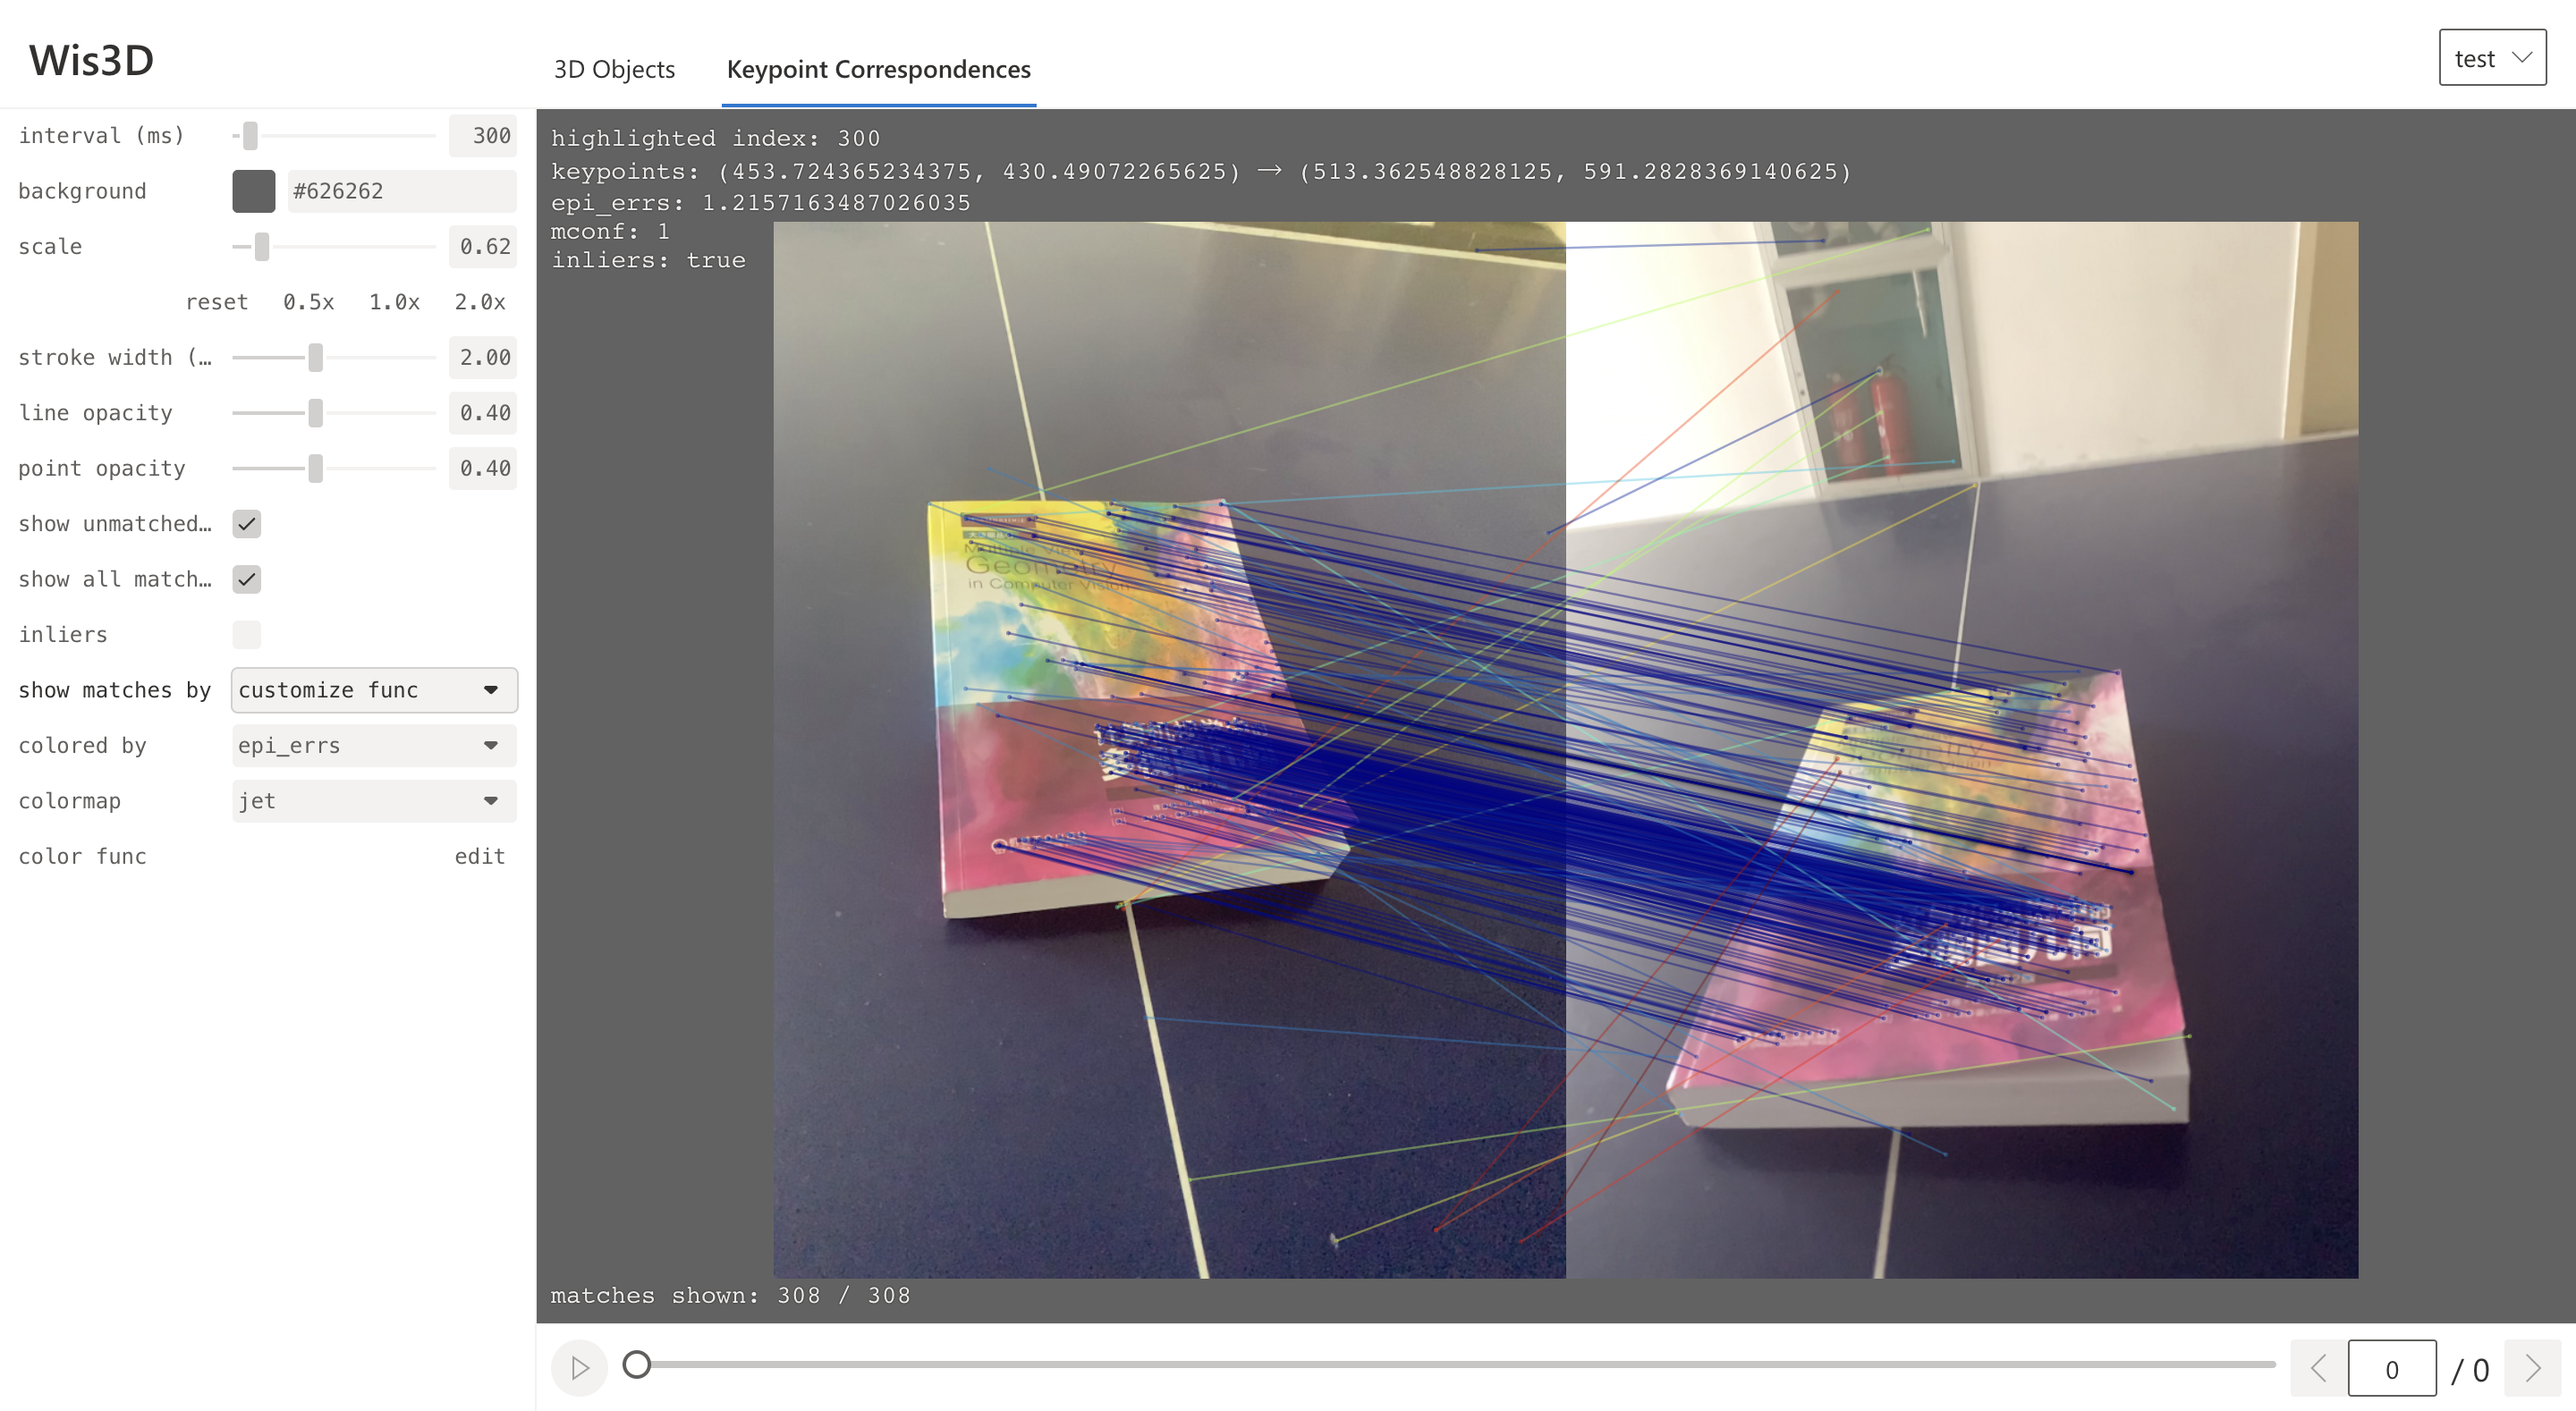 Wis3D
3D Objects
Keypoint Correspondences
test
interval (ms)
300
background
#626262
scale
0.62
reset 0.5x 1.0x 2.0x
stroke width (…
2.00
line opacity
0.40
point opacity
0.40
show unmatched…
show all match…
inliers
show matches by
customize func
colored by
epi_errs
colormap
jet
color func
edit
highlighted index: 300
keypoints: (453.724365234375, 430.49072265625) → (513.362548828125, 591.2828369140625)
epi_errs: 1.2157163487026035
mconf: 1
inliers: true
Multiple View
Geometry
in Computer Vision
Computer Vision
matches shown: 308 / 308
0
/ 0